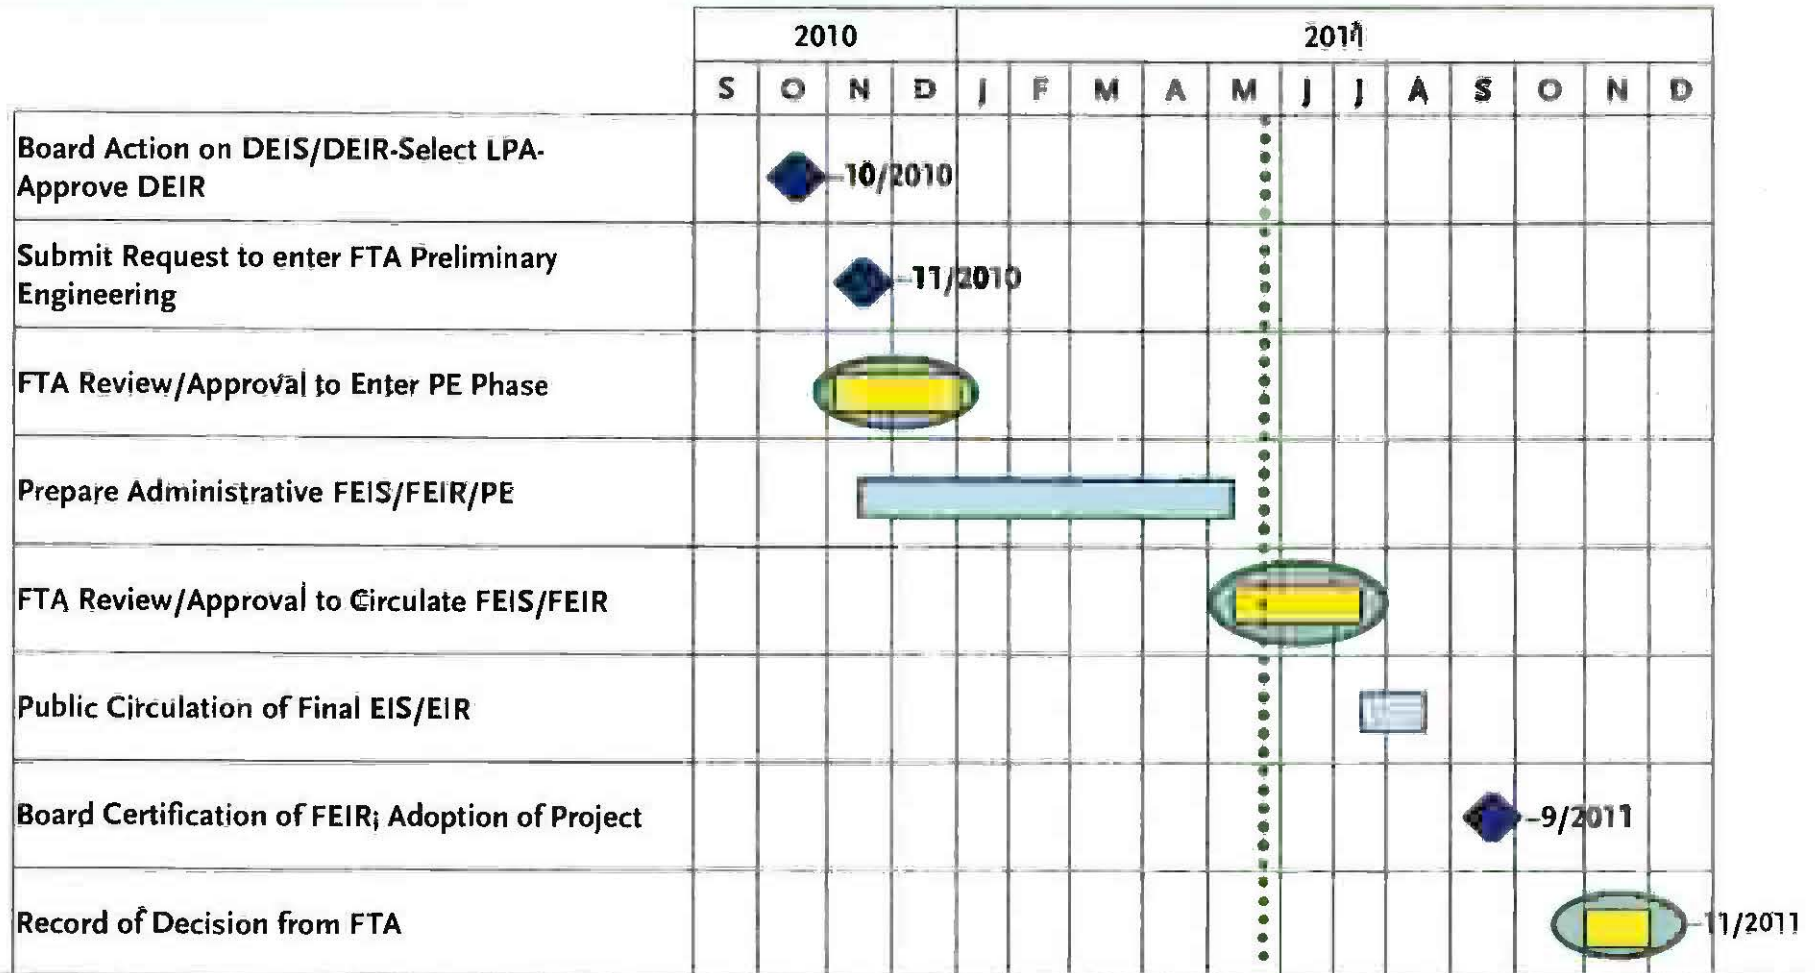 2010 2011
S O N D J F M A M J J A S O N D
Board Action on DEIS/DEIR-Select LPA-
Approve DEIR
10/2010
Submit Request to enter FTA Preliminary
Engineering
11/2010
FTA Review/Approval to Enter PE Phase
Prepare Administrative FEIS/FEIR/PE
FTA Review/Approval to Circulate FEIS/FEIR
Public Circulation of Final EIS/EIR
Board Certification of FEIR; Adoption of Project
9/2011
Record of Decision from FTA
11/2011